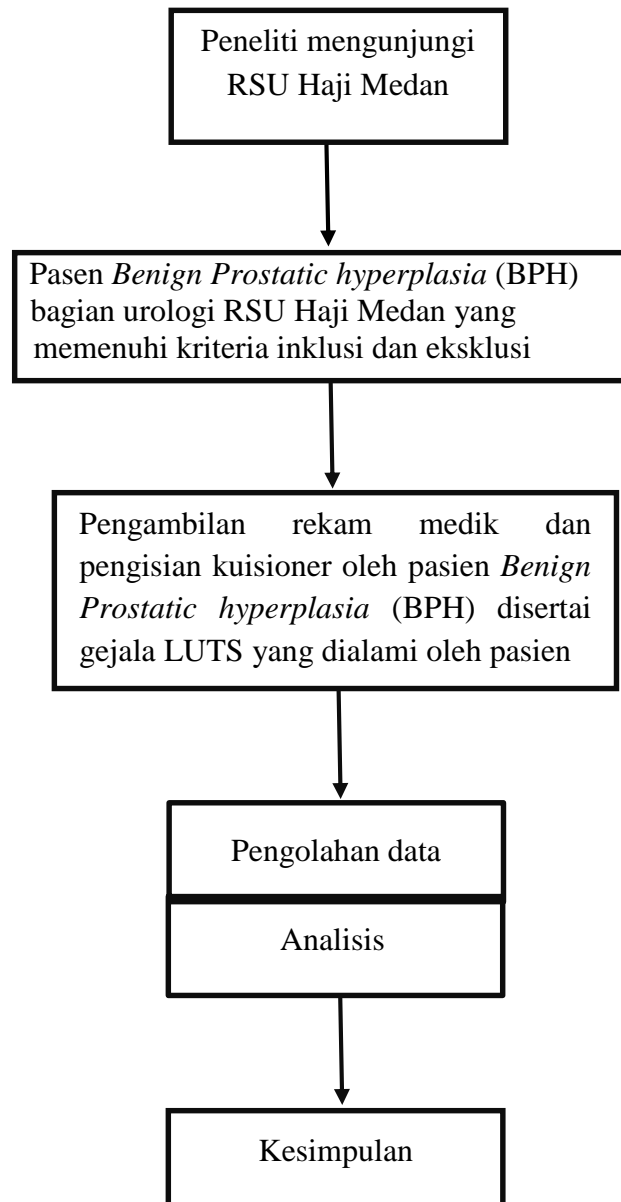 Peneliti mengunjungi
RSU Haji Medan
Pasen Benign Prostatic hyperplasia (BPH)
bagian urologi RSU Haji Medan yang
memenuhi kriteria inklusi dan eksklusi
Pengambilan rekam medik dan
pengisian kuisioner oleh pasien Benign
Prostatic hyperplasia (BPH) disertai
gejala LUTS yang dialami oleh pasien
Pengolahan data
Analisis
Kesimpulan